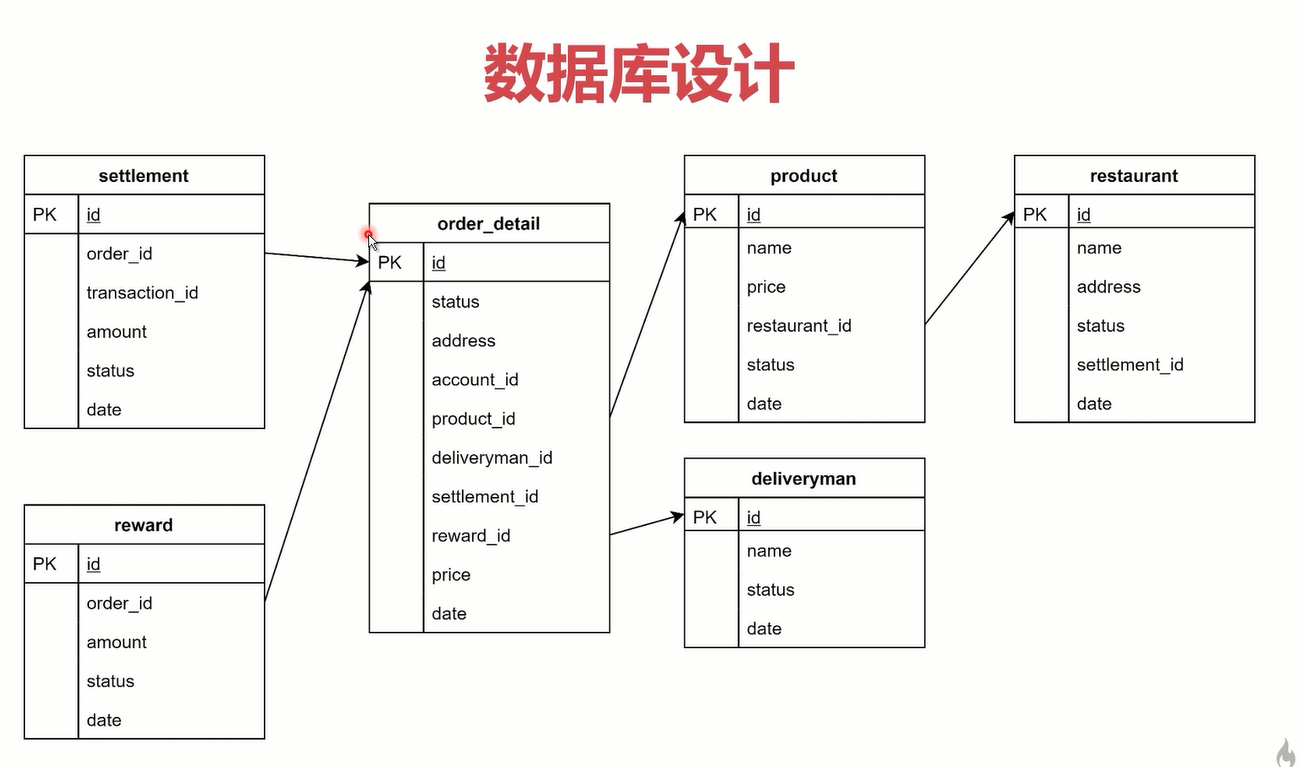 数据库设计
settlement
PK id
order_id
transaction_id
amount
status
date
reward
PK id
order_id
amount
status
date
order_detail
PK id
status
address
account_id
product_id
deliveryman_id
settlement_id
reward_id
price
date
product
PK id
name
price
restaurant_id
status
date
deliveryman
PK id
name
status
date
restaurant
PK id
name
address
status
settlement_id
date